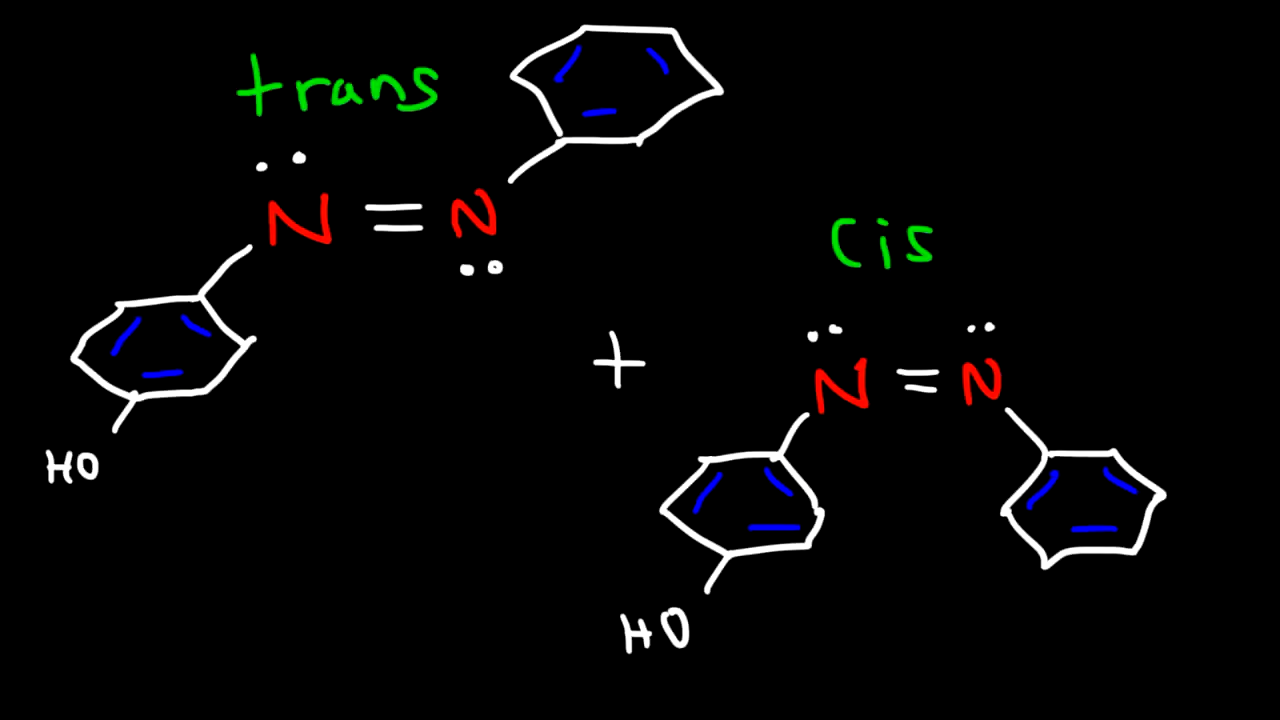 trans
N = N
HO
+
cis
N = N
HO